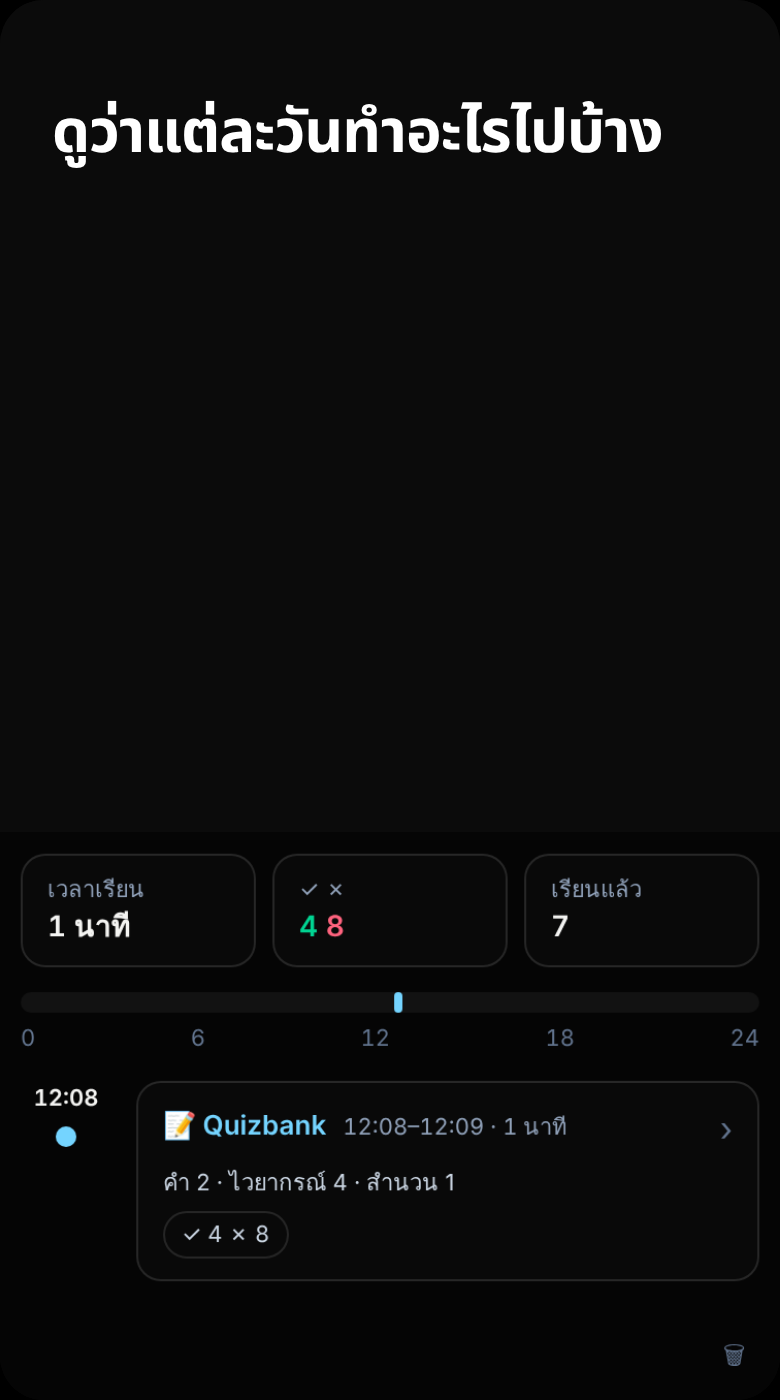 ดูว่าแต่ละวันทำอะไรไปบ้าง
เวลาเรียน
1 นาที
✓ ×
4 8
เรียนแล้ว
7
0 6 12 18 24
12:08
📝 Quizbank 12:08–12:09 · 1 นาที ›
คำ 2 · ไวยากรณ์ 4 · สำนวน 1
✓ 4 × 8